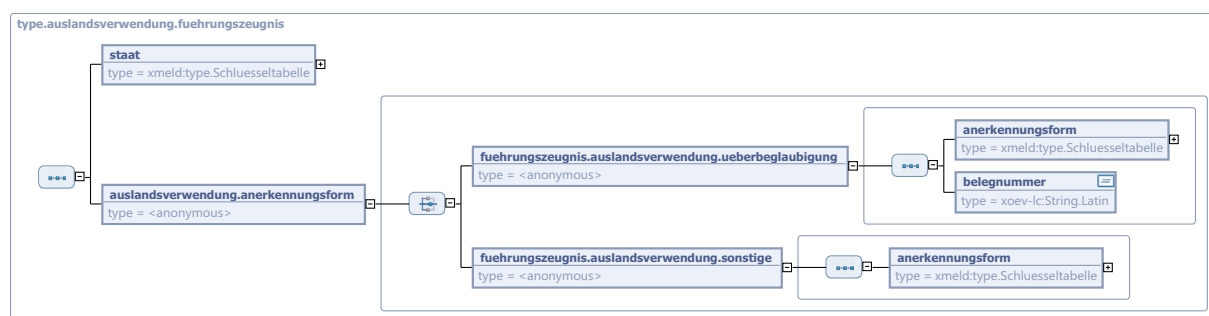 type.auslandsverwendung.fuehrungszeugnis
staat
type = xmeld:type.Schluesseltabelle
auslandsverwendung.anerkennungsform
type = <anonymous>
fuehrungszeugnis.auslandsverwendung.ueberbeglaubigung
type = <anonymous>
anerkennungsform
type = xmeld:type.Schluesseltabelle
belegnummer
type = xoev-lc:String.Latin
fuehrungszeugnis.auslandsverwendung.sonstige
type = <anonymous>
anerkennungsform
type = xmeld:type.Schluesseltabelle